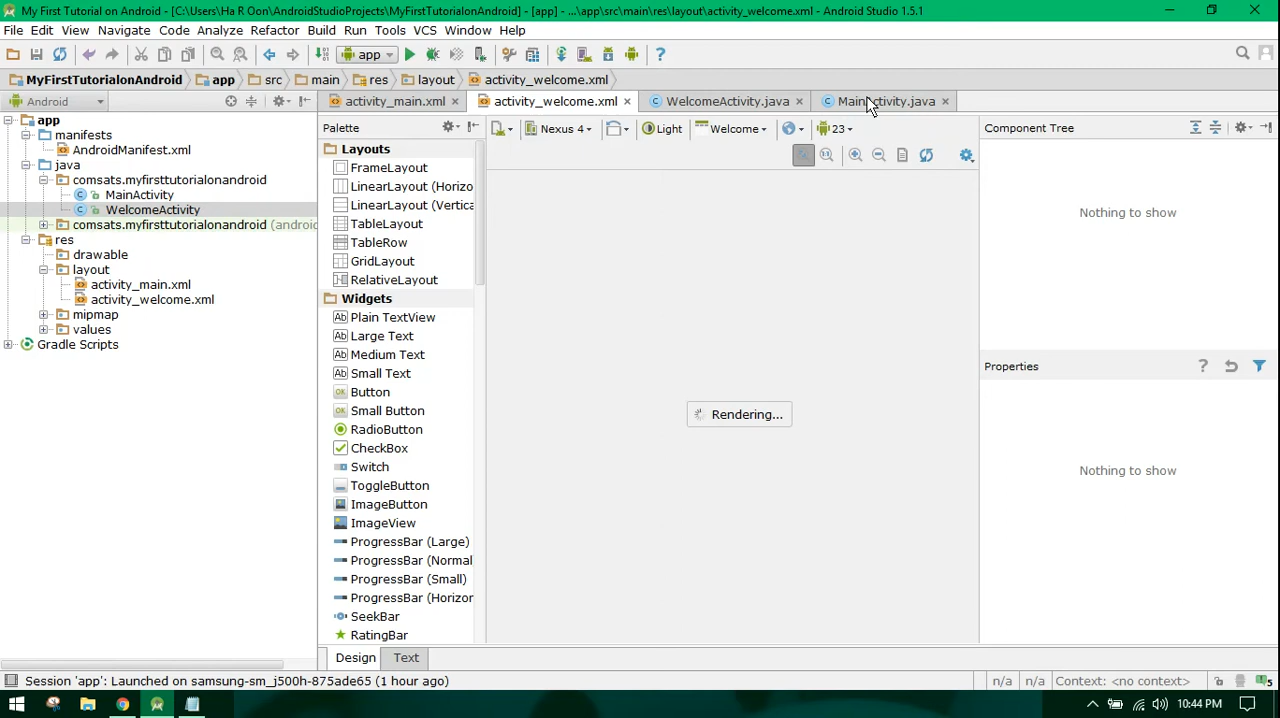 My First Tutorial on Android - [C:\Users\Ha R Oon\AndroidStudioProjects\MyFirstTutorialonAndroid] - [app] - ...\app\src\main\res\layout\activity_welcome.xml - Android Studio 1.5.1
File Edit View Navigate Code Analyze Refactor Build Run Tools VCS Window Help
app
MyFirstTutorialonAndroid app src main res layout activity_welcome.xml
Android activity_main.xml activity_welcome.xml WelcomeActivity.java MainActivity.java
app
manifests
AndroidManifest.xml
java
comsats.myfirsttutorialonandroid
MainActivity
WelcomeActivity
comsats.myfirsttutorialonandroid (androi
res
drawable
layout
activity_main.xml
activity_welcome.xml
mipmap
values
Gradle Scripts
Palette
Layouts
FrameLayout
LinearLayout (Horizo
LinearLayout (Vertica
TableLayout
TableRow
GridLayout
RelativeLayout
Widgets
Ab Plain TextView
Ab Large Text
Ab Medium Text
Ab Small Text
OK Button
OK Small Button
RadioButton
CheckBox
Switch
ToggleButton
ImageButton
ImageView
ProgressBar (Large)
ProgressBar (Normal
ProgressBar (Small)
ProgressBar (Horizor
SeekBar
RatingBar
Nexus 4 Light Welcome 23
Rendering...
Component Tree
Nothing to show
Properties ?
Nothing to show
Design Text
Session 'app': Launched on samsung-sm_j500h-875ade65 (1 hour ago) n/a n/a Context: <no context> 5
10:44 PM